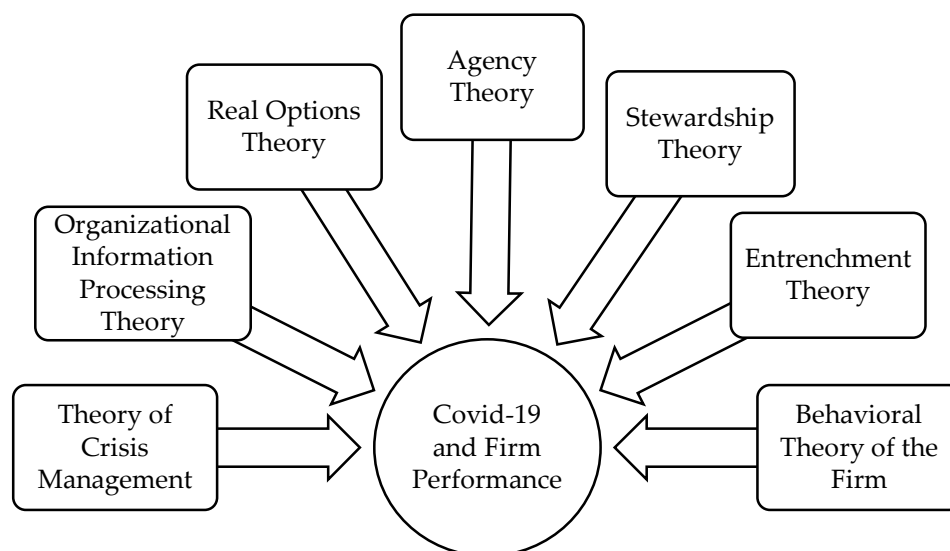 Agency
Theory
Real Options
Theory
Stewardship
Theory
Organizational
Information
Processing
Theory
Entrenchment
Theory
Theory of
Crisis
Management
Covid-19
and Firm
Performance
Behavioral
Theory of the
Firm